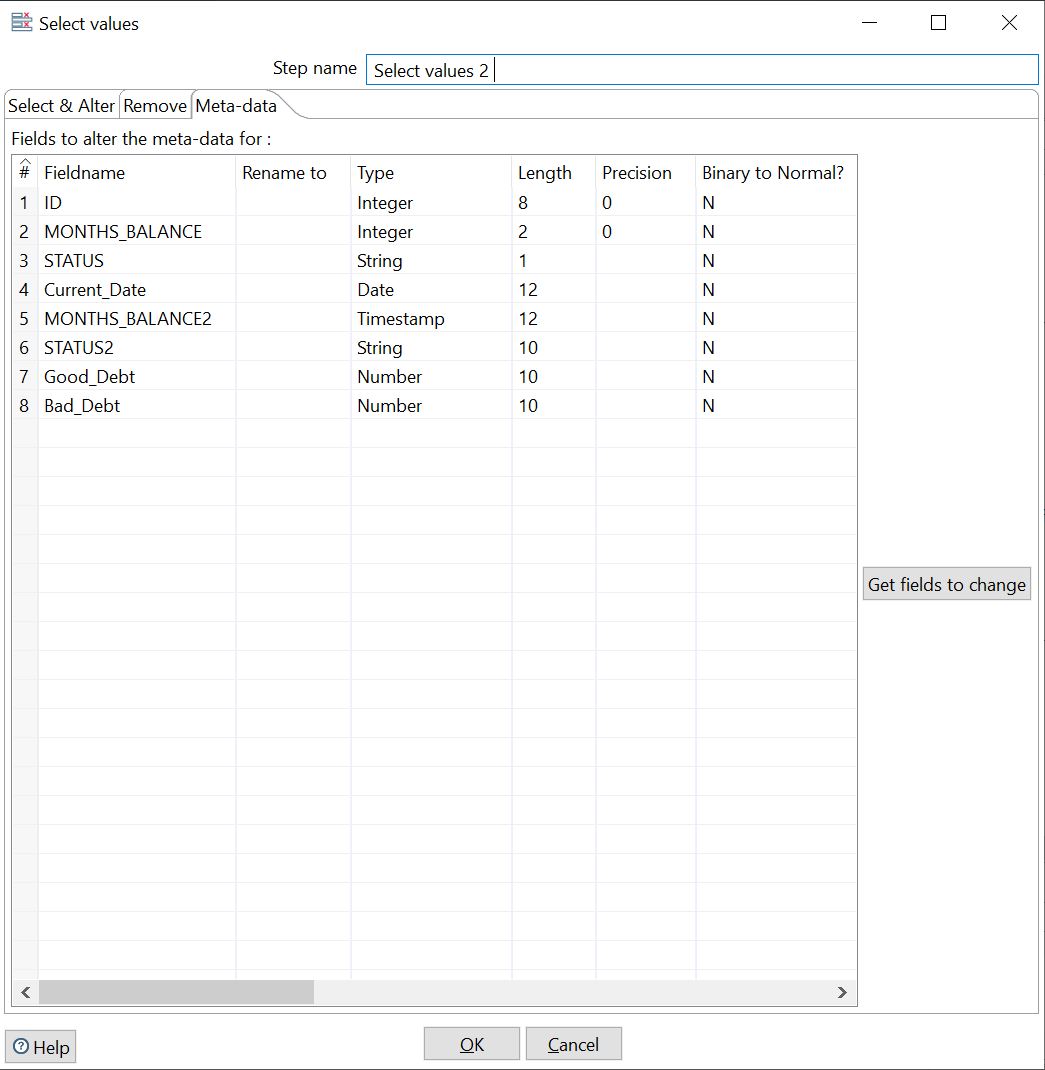 Select values
Step name Select values 2
Select & Alter Remove Meta-data
Fields to alter the meta-data for :
# Fieldname Rename to Type Length Precision Binary to Normal?
1 ID Integer 8 0 N
2 MONTHS_BALANCE Integer 2 0 N
3 STATUS String 1 N
4 Current_Date Date 12 N
5 MONTHS_BALANCE2 Timestamp 12 N
6 STATUS2 String 10 N
7 Good_Debt Number 10 N
8 Bad_Debt Number 10 N
Get fields to change
Help OK Cancel